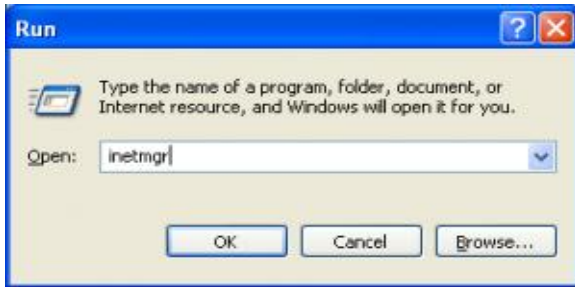 Run
Type the name of a program, folder, document, or
Internet resource, and Windows will open it for you.
Open: inetmgr
OK Cancel Browse...